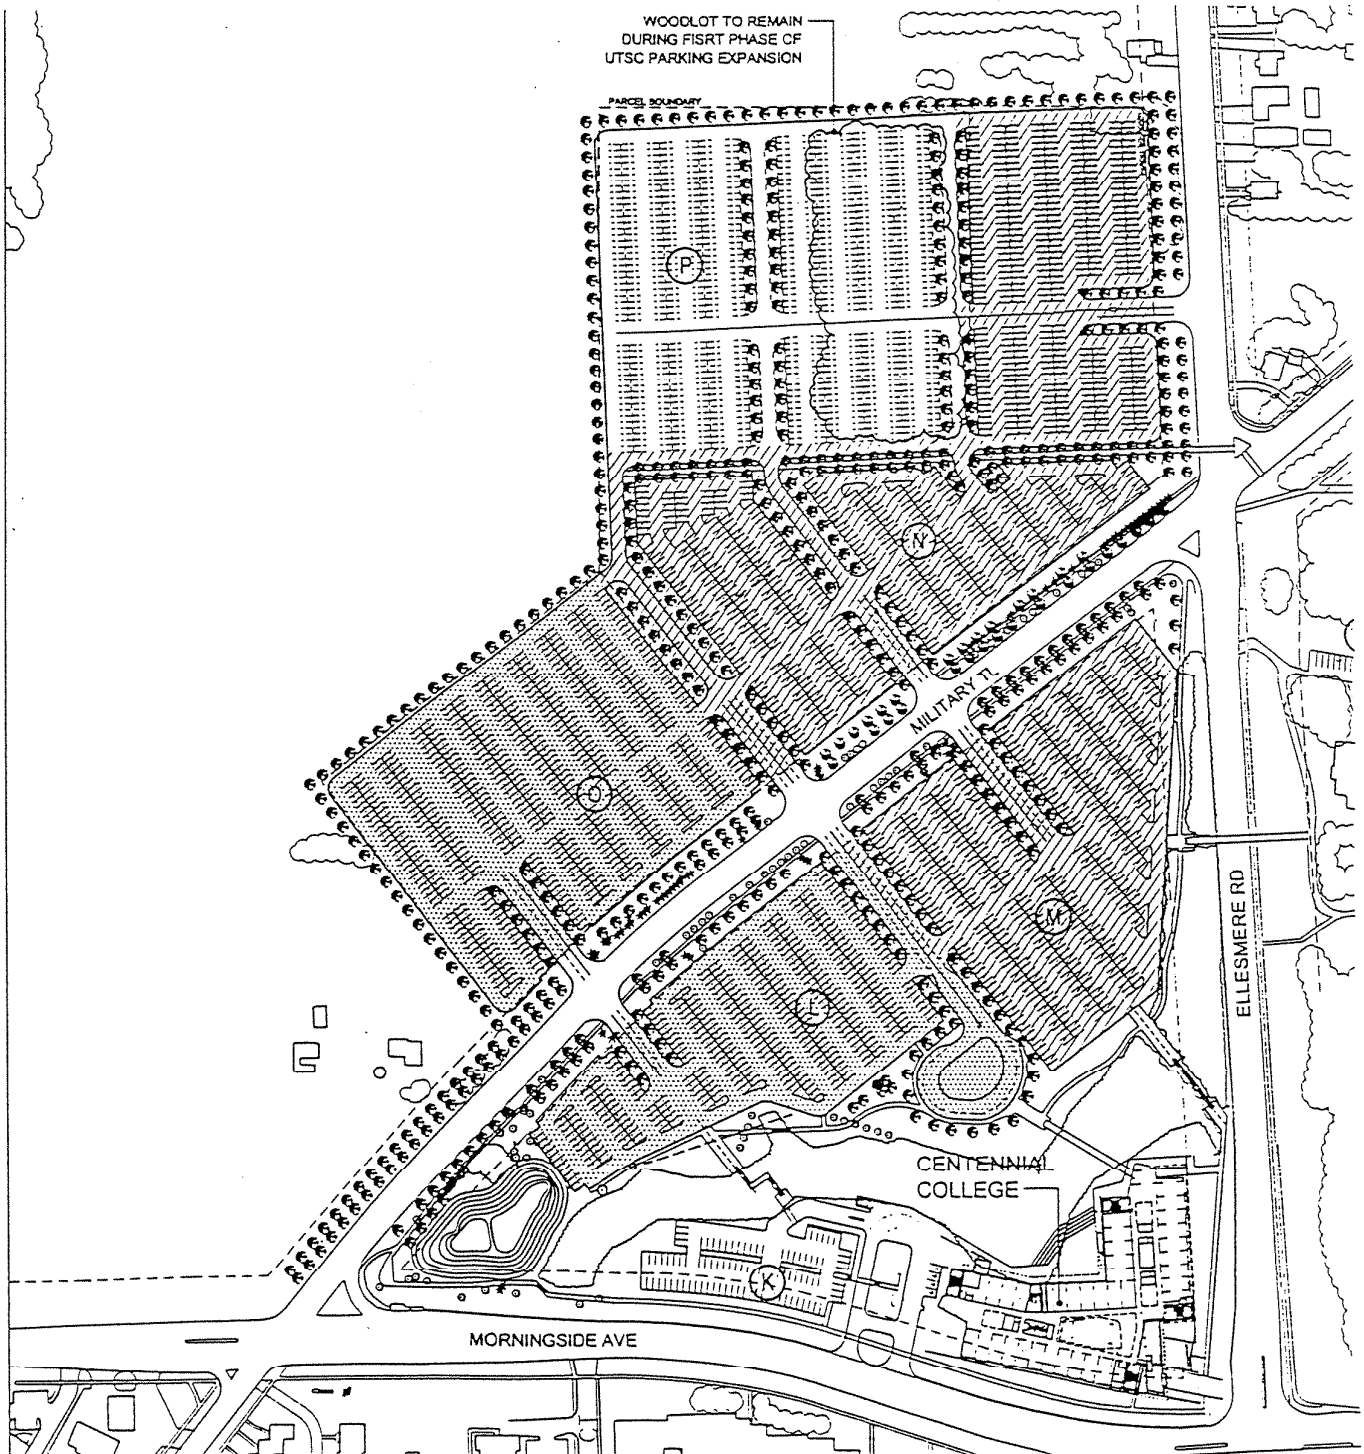 WOODLOT TO REMAIN
DURING FISRT PHASE OF
UTSC PARKING EXPANSION
PARCEL BOUNDARY
P
N
MILITARY TL
O
M
ELLESMERE RD
L
CENTENNIAL
COLLEGE
K
MORNINGSIDE AVE